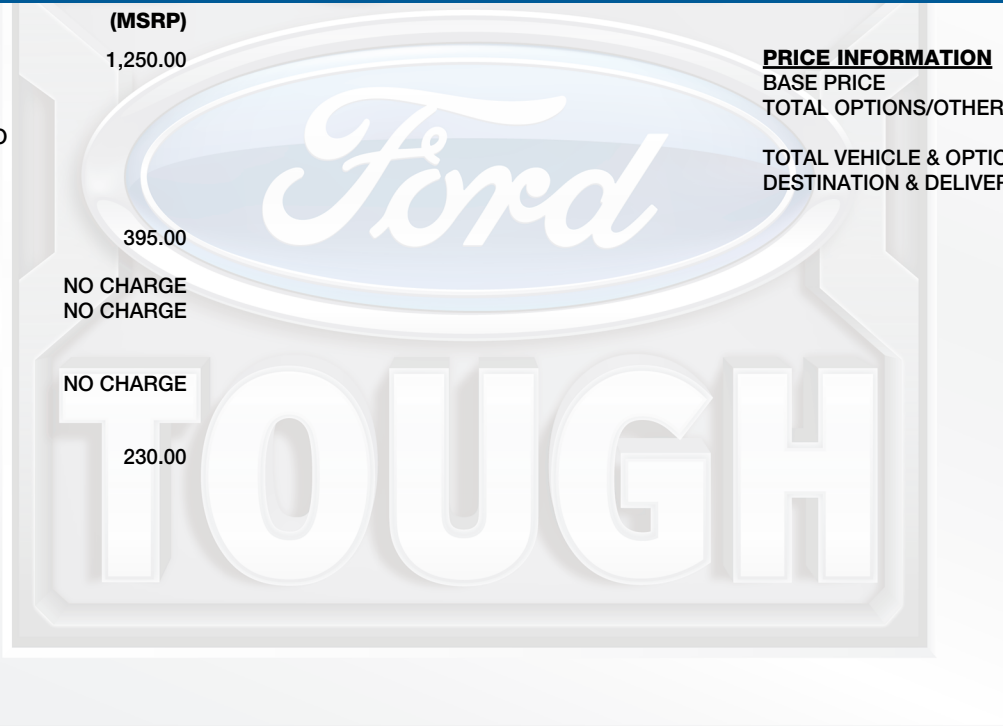 (MSRP)
1,250.00
395.00
NO CHARGE
NO CHARGE
NO CHARGE
230.00
PRICE INFORMATION
BASE PRICE
TOTAL OPTIONS/OTHER
TOTAL VEHICLE & OPTIO
DESTINATION & DELIVER
Ford
TOUGH